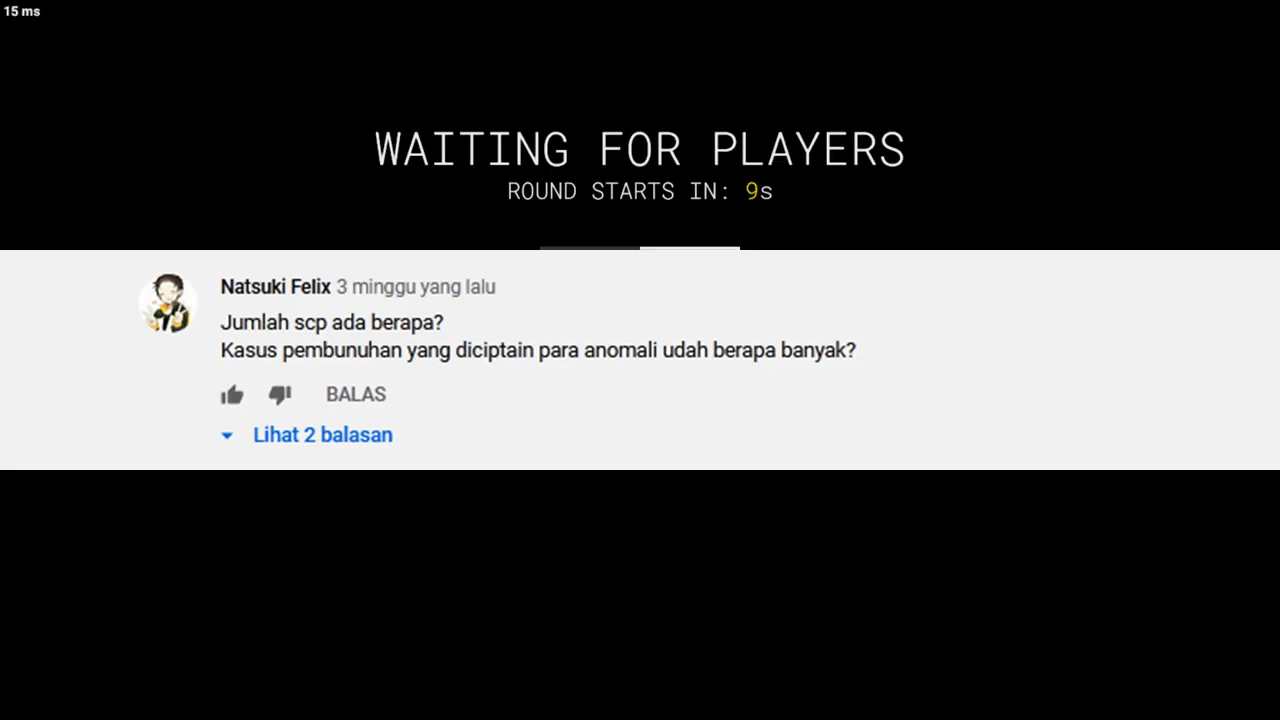 15 ms
WAITING FOR PLAYERS
ROUND STARTS IN: 9s
Natsuki Felix 3 minggu yang lalu
Jumlah scp ada berapa?
Kasus pembunuhan yang diciptain para anomali udah berapa banyak?
BALAS
Lihat 2 balasan